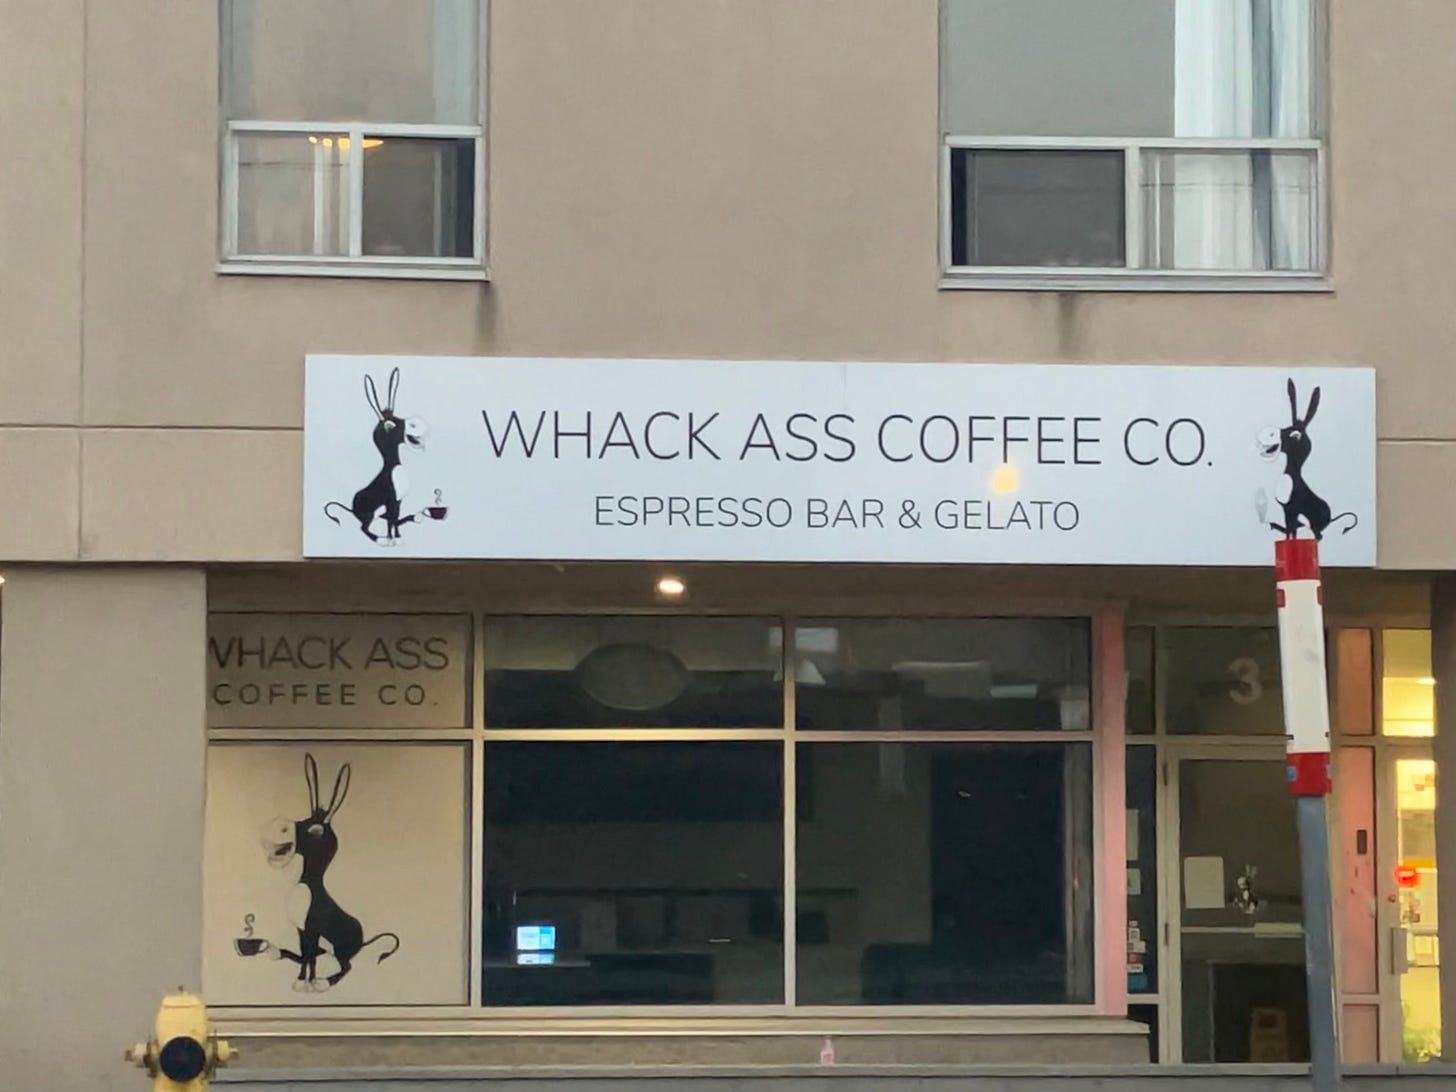 WHACK ASS COFFEE CO.
ESPRESSO BAR & GELATO
WHACK ASS
COFFEE CO.
3